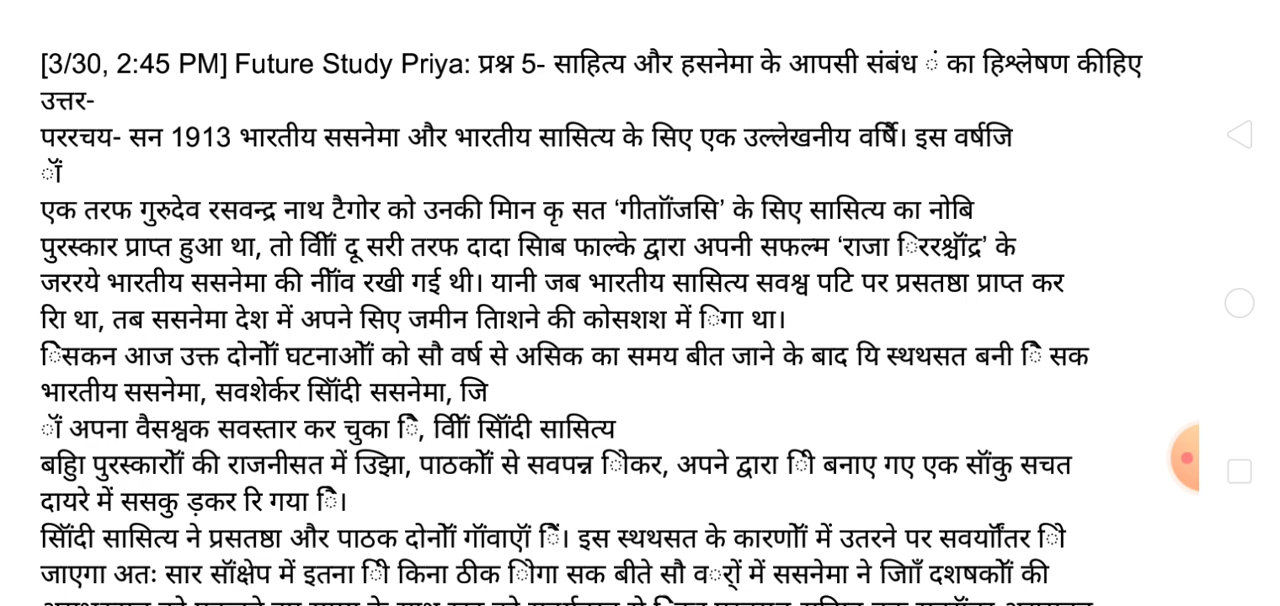 [3/30, 2:45 PM] Future Study Priya: प्रश्न 5- साहित्य और हसनेमा के आपसी संबंध ं का हिश्लेषण कीहिए
उत्तर-
पररचय- सन 1913 भारतीय ससनेमा और भारतीय सासित्य के सिए एक उल्लेखनीय वर्षिै। इस वर्षजि
ॉं
एक तरफ गुरुदेव रसवन्द्र नाथ टैगोर को उनकी मिान कृ सत ‘गीताॉंजसि’ के सिए सासित्य का नोबि
पुरस्कार प्राप्त हुआ था, तो विीॉं दू सरी तरफ दादा सािब फाल्के द्वारा अपनी सफल्म ‘राजा िररश्चॉंद्र’ के
जररये भारतीय ससनेमा की नीॉंव रखी गई थी। यानी जब भारतीय सासित्य सवश्व पटि पर प्रसतष्ठा प्राप्त कर
रिा था, तब ससनेमा देश में अपने सिए जमीन तिाशने की कोसशश में िगा था।
िेसकन आज उक्त दोनोॉं घटनाओॉं को सौ वर्ष से असिक का समय बीत जाने के बाद यि स्थथसत बनी िै सक
भारतीय ससनेमा, सवशेर्कर सिॉंदी ससनेमा, जि
ॉं अपना वैसश्वक सवस्तार कर चुका िै, विीॉं सिॉंदी सासित्य
बहुिा पुरस्कारोॉं की राजनीसत में उिझा, पाठकोॉं से सवपन्न िोकर, अपने द्वारा िी बनाए गए एक सॉंकु सचत
दायरे में ससकु ड़कर रि गया िै।
सिॉंदी सासित्य ने प्रसतष्ठा और पाठक दोनोॉं गॉंवाएॉं िैं। इस स्थथसत के कारणोॉं में उतरने पर सवर्याॉंतर िो
जाएगा अतः सार सॉंक्षेप में इतना िी किना ठीक िोगा सक बीते सौ वर्ों में ससनेमा ने जिाॉं दशषकोॉं की